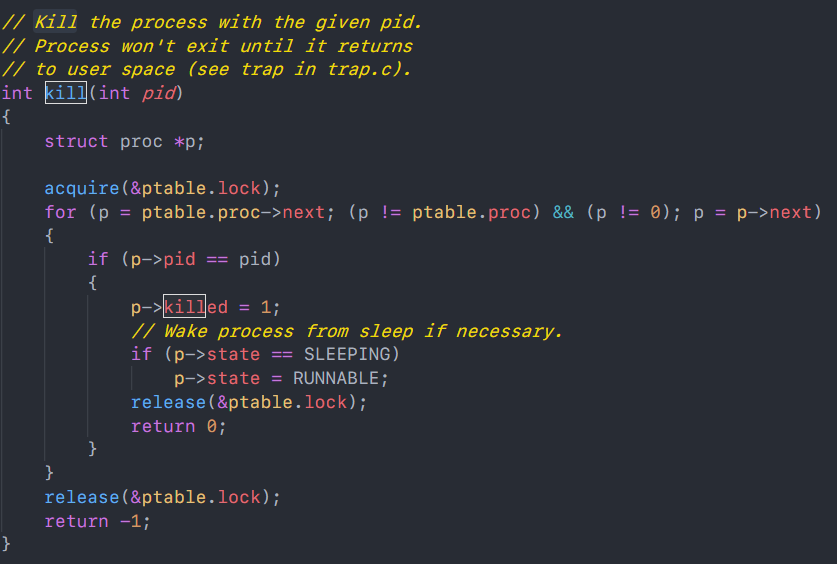 // Kill the process with the given pid.
// Process won't exit until it returns
// to user space (see trap in trap.c).
int kill(int pid)
{
    struct proc *p;

    acquire(&ptable.lock);
    for (p = ptable.proc->next; (p != ptable.proc) && (p != 0); p = p->next)
    {
        if (p->pid == pid)
        {
            p->killed = 1;
            // Wake process from sleep if necessary.
            if (p->state == SLEEPING)
                p->state = RUNNABLE;
            release(&ptable.lock);
            return 0;
        }
    }
    release(&ptable.lock);
    return -1;
}